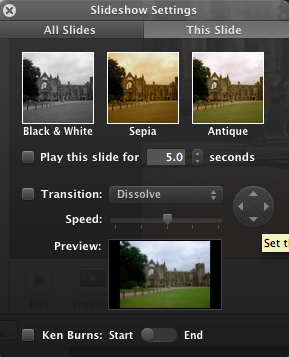 Slideshow Settings
All Slides This Slide
Black & White Sepia Antique
Play this slide for 5.0 seconds
Transition: Dissolve
Speed:
Set ti
Preview:
Play
Ken Burns: Start End